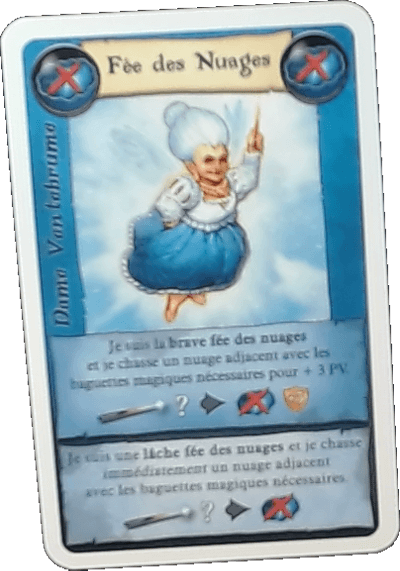 Fée des Nuages
Dame Ventebrume
Je suis la brave fée des nuages
et je chasse un nuage adjacent avec les
baguettes magiques nécessaires pour + 3 PV.
?
Je suis une lâche fée des nuages et je chasse
immédiatement un nuage adjacent
avec les baguettes magiques nécessaires.
?